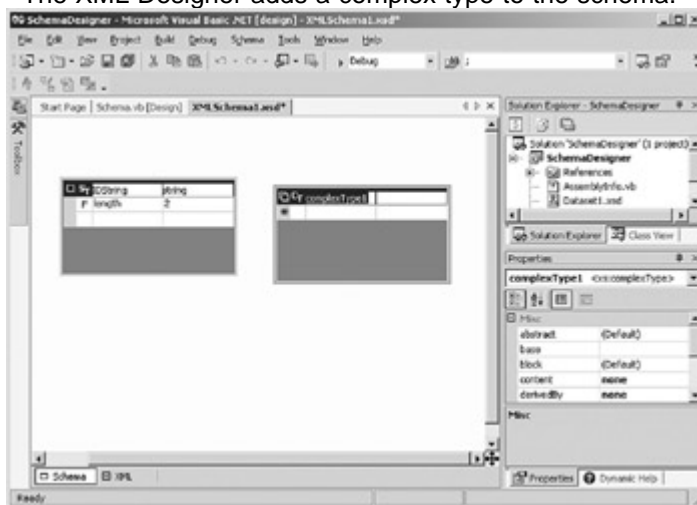 The XML Designer adds a complex type to the schema.
SchemaDesigner - Microsoft Visual Basic .NET [design] - XMLSchema1.xsd*
File Edit View Project Build Debug Schema Tools Window Help
Debug
Start Page Schema.vb [Design] XMLSchema1.xsd*
Toolbox
IDString string
length 2
complexType1
Solution Explorer - SchemaDesigner
Solution 'SchemaDesigner' (1 project)
SchemaDesigner
References
AssemblyInfo.vb
Dataset1.xsd
Solution Explorer Class View
Properties
complexType1 <xs:complexType>
Misc
abstract (Default)
base
block (Default)
content none
derivedBy none
Misc
Schema XML
Properties Dynamic Help
Ready